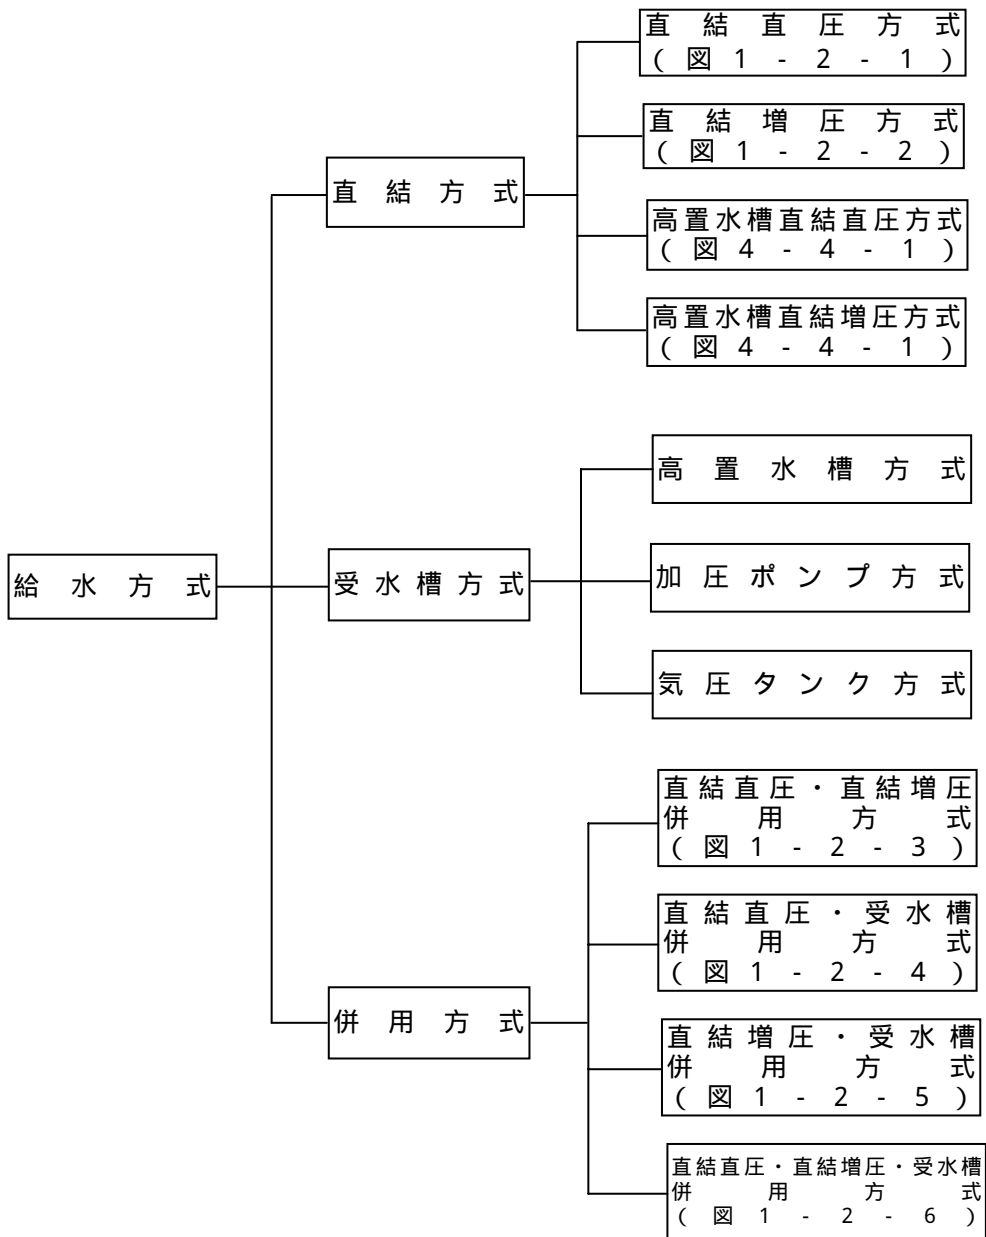 直結直圧方式
(図1-2-1)
直結増圧方式
(図1-2-2)
直結方式
高置水槽直結直圧方式
(図4-4-1)
高置水槽直結増圧方式
(図4-4-1)
高置水槽方式
給水方式
受水槽方式
加圧ポンプ方式
気圧タンク方式
直結直圧・直結増圧
併用方式
(図1-2-3)
直結直圧・受水槽
併用方式
(図1-2-4)
併用方式
直結増圧・受水槽
併用方式
(図1-2-5)
直結直圧・直結増圧・受水槽
併用方式
(図1-2-6)